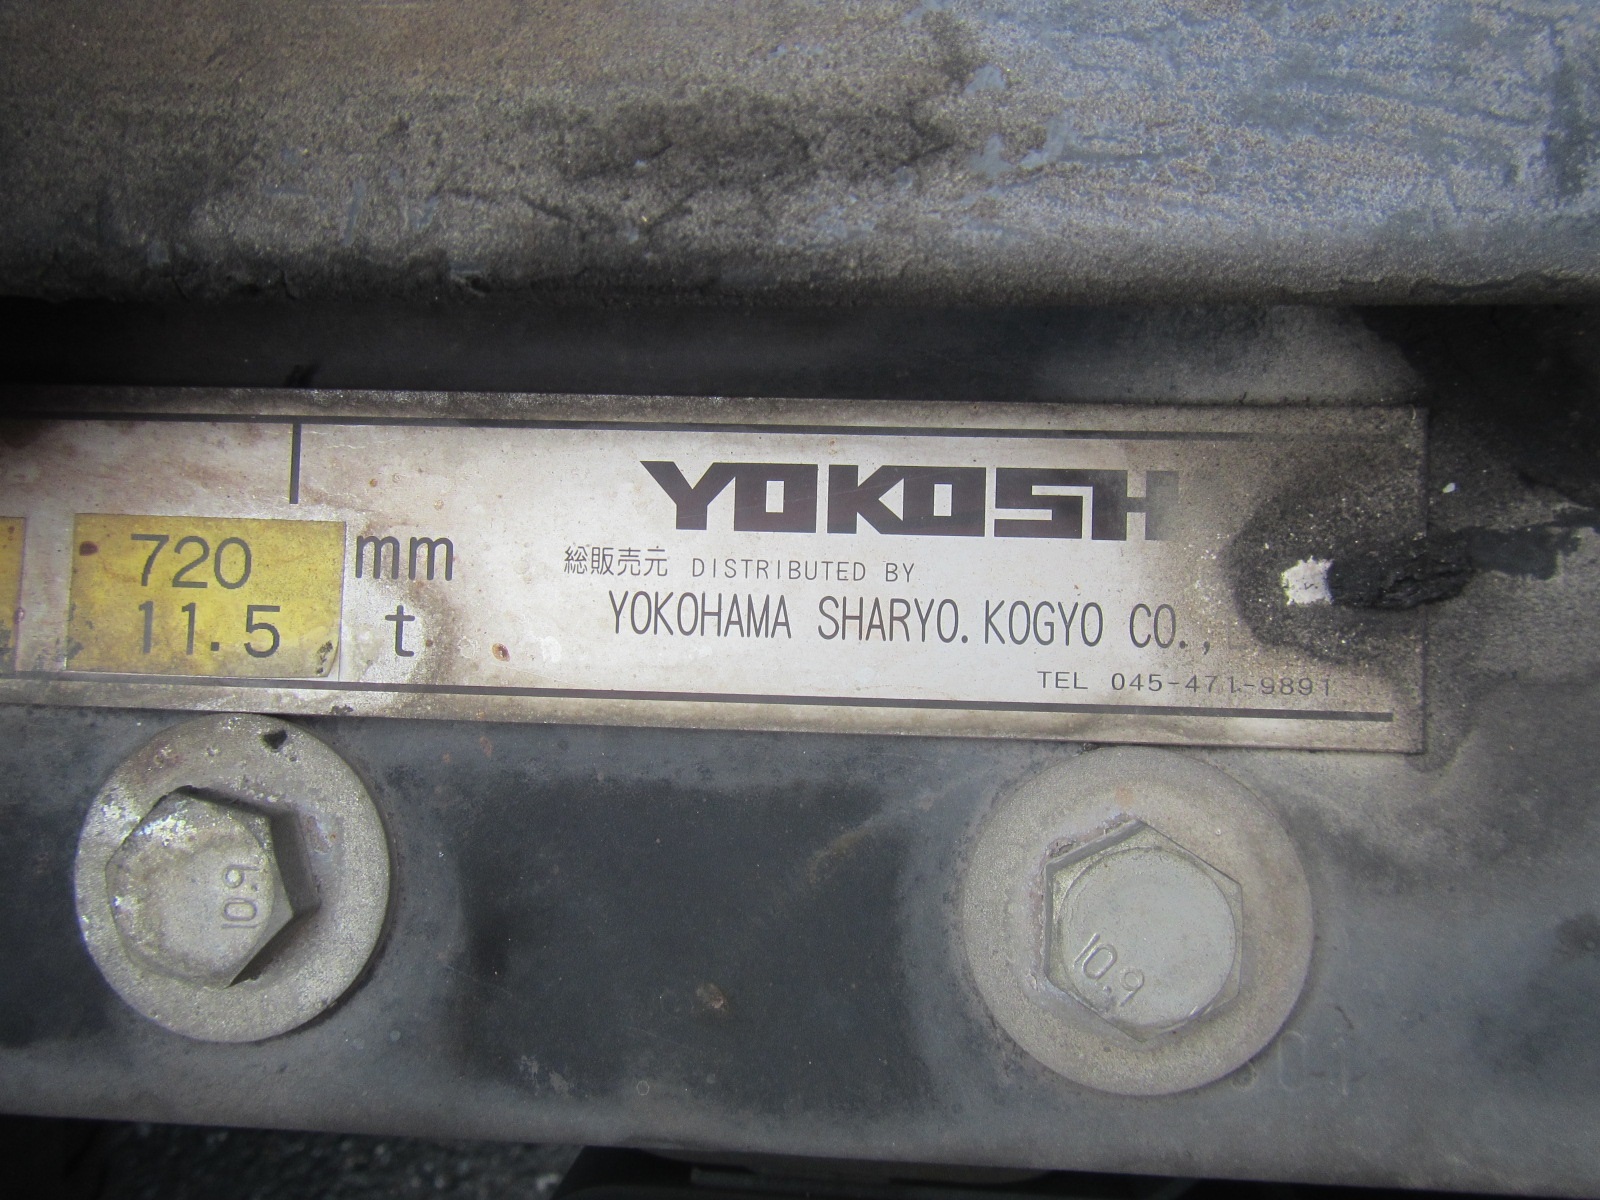 YOKOSH
720 mm
総販売元 DISTRIBUTED BY
11.5 t
YOKOHAMA SHARYO. KOGYO CO.,
TEL 045-471-9891
10.9
10.9